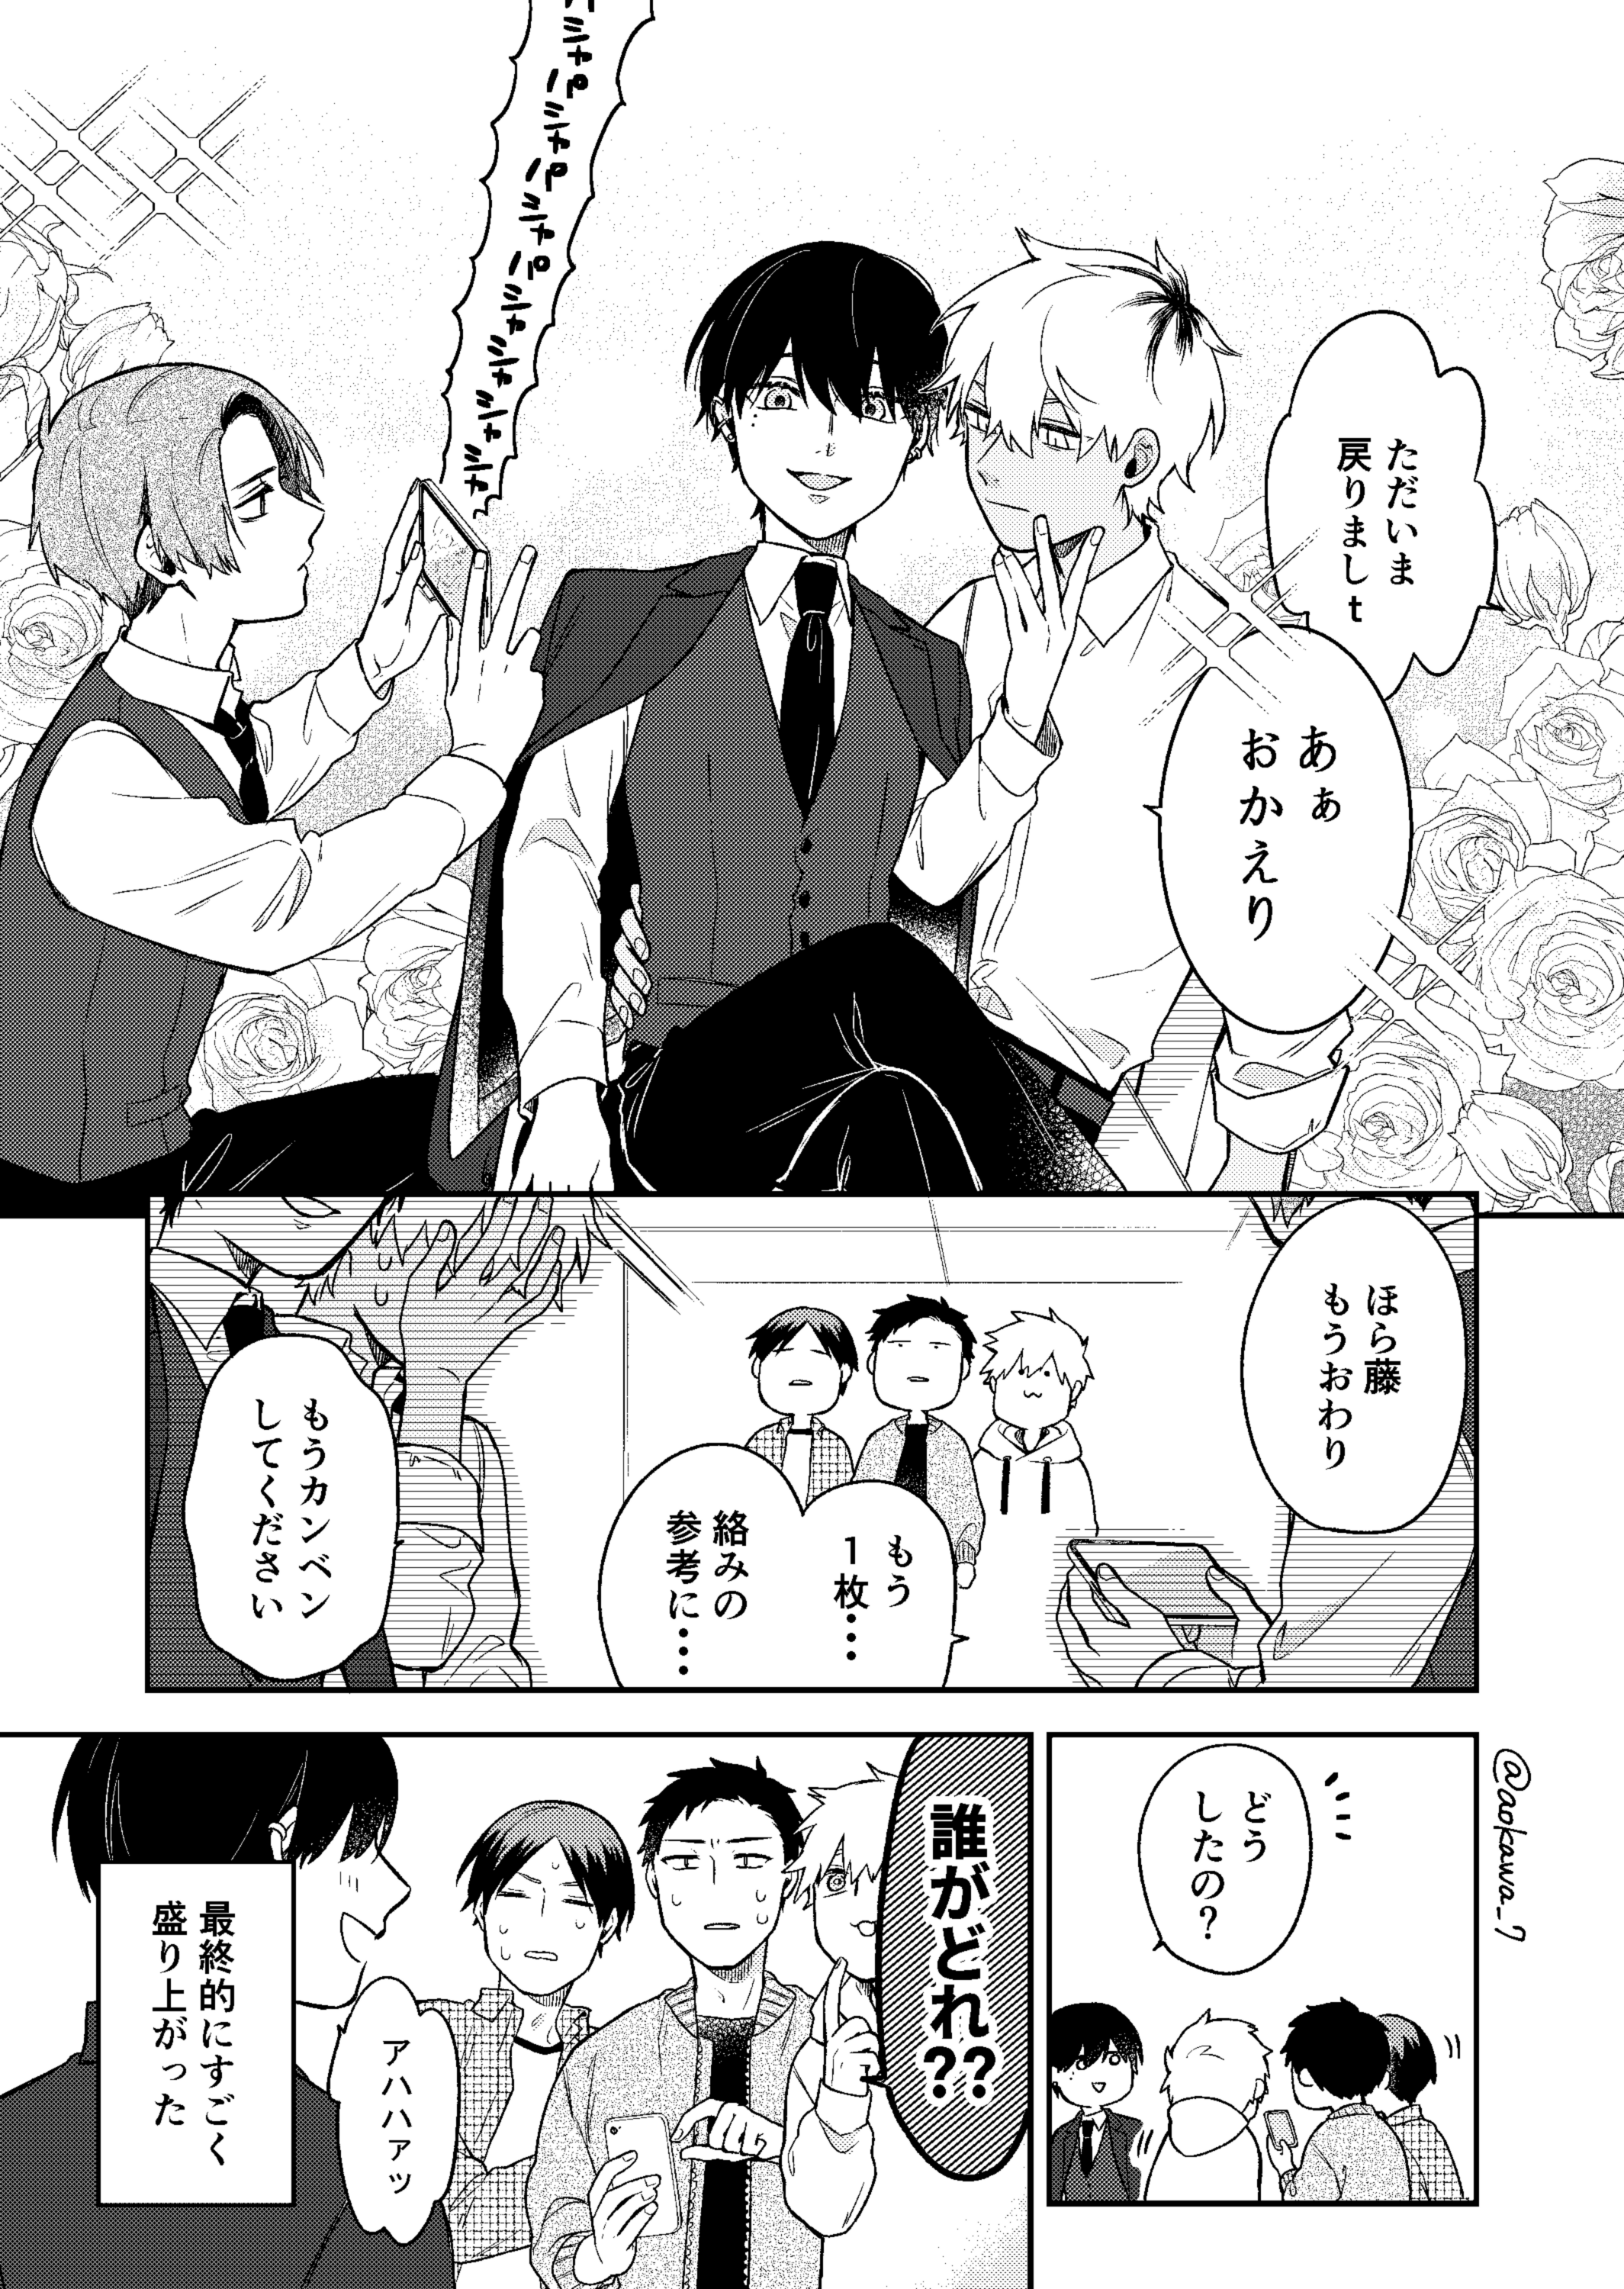 ただいま
戻りましt
あぁ
おかえり
パシャパシャパシャパシャシャシャシャシャ
ほら藤
もうおわり
もう
1枚…
絡みの
参考に…
もうカンベン
してください
どう
したの?
誰がどれ??
アハハァッ
最終的にすごく
盛り上がった
@aokawa_7